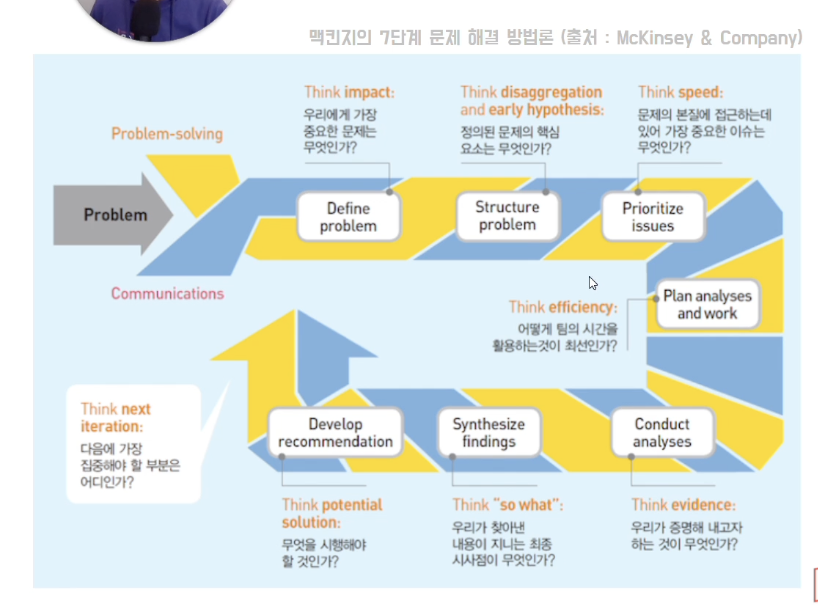 맥킨지의 7단계 문제 해결 방법론 (출처 : McKinsey & Company)
Problem-solving
Problem
Communications
Think impact:
우리에게 가장
중요한 문제는
무엇인가?
Define
problem
Think disaggregation
and early hypothesis:
정의된 문제의 핵심
요소는 무엇인가?
Structure
problem
Think speed:
문제의 본질에 접근하는데
있어 가장 중요한 이슈는
무엇인가?
Prioritize
issues
Think efficiency:
어떻게 팀의 시간을
활용하는것이 최선인가?
Plan analyses
and work
Conduct
analyses
Think evidence:
우리가 증명해 내고자
하는 것이 무엇인가?
Synthesize
findings
Think "so what":
우리가 찾아낸
내용이 지니는 최종
시사점이 무엇인가?
Develop
recommendation
Think potential
solution:
무엇을 시행해야
할 것인가?
Think next
iteration:
다음에 가장
집중해야 할 부분은
어디인가?